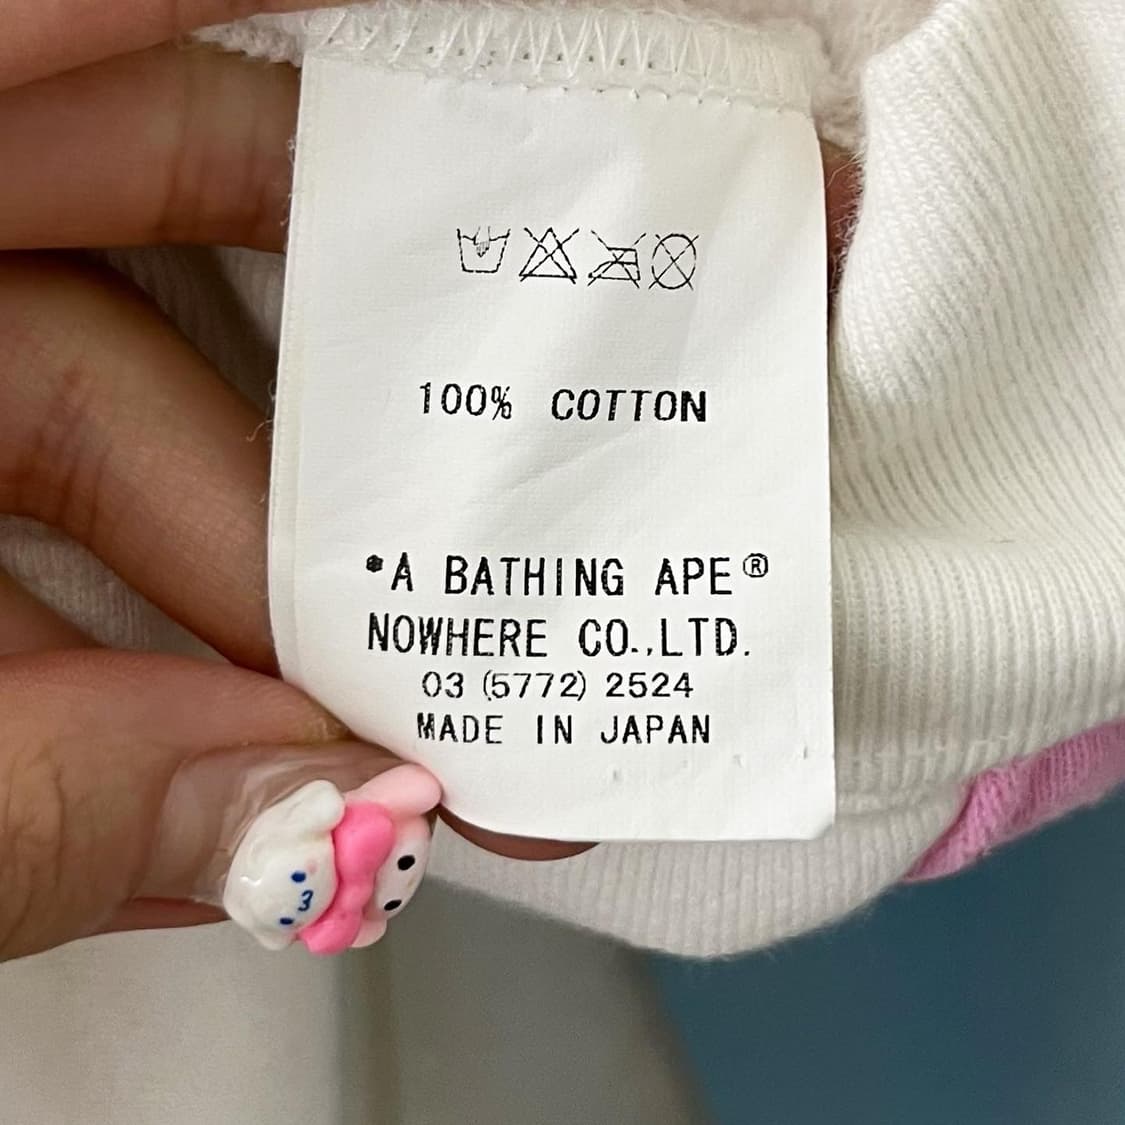 100% COTTON
*A BATHING APE®
NOWHERE CO.,LTD.
03 (5772) 2524
MADE IN JAPAN